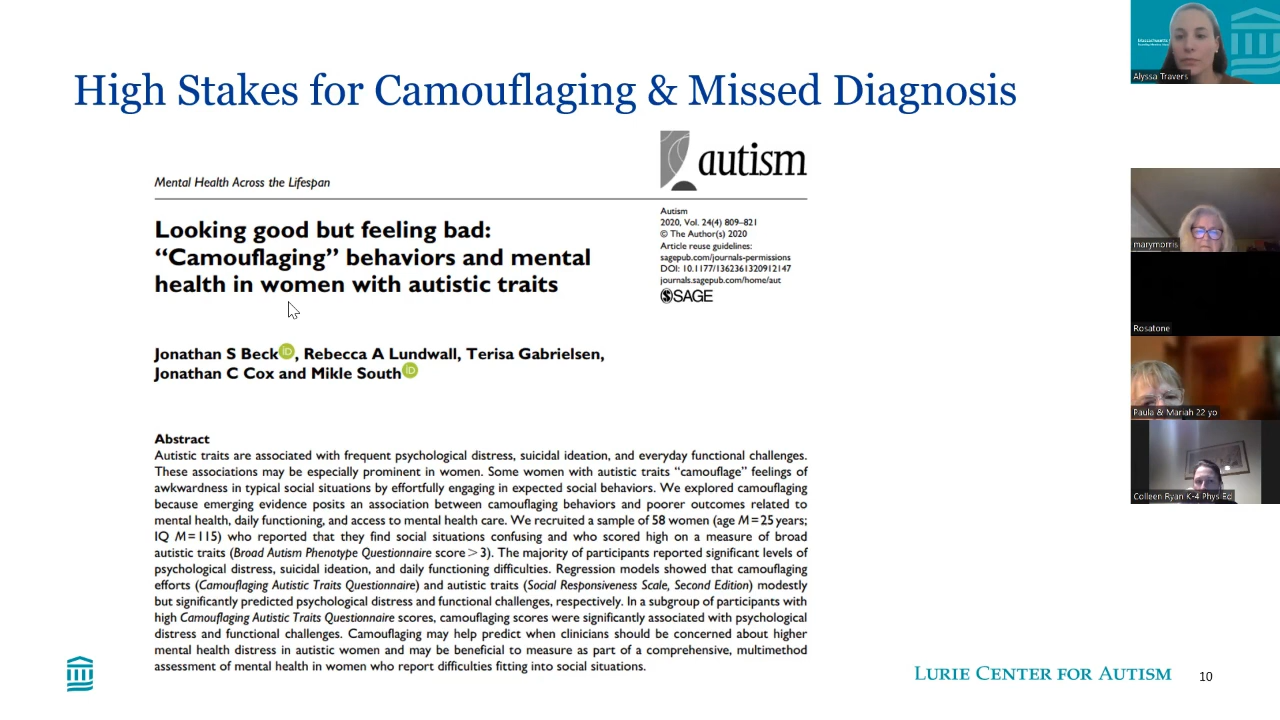 High Stakes for Camouflaging & Missed Diagnosis
autism
Mental Health Across the Lifespan
Looking good but feeling bad:
“Camouflaging” behaviors and mental
health in women with autistic traits
Autism
2020, Vol. 24(4) 809–821
© The Author(s) 2020
Article reuse guidelines:
sagepub.com/journals-permissions
DOI: 10.1177/1362361320912147
journals.sagepub.com/home/aut
SAGE
Jonathan S Beck iD, Rebecca A Lundwall, Terisa Gabrielsen,
Jonathan C Cox and Mikle South iD
Abstract
Autistic traits are associated with frequent psychological distress, suicidal ideation, and everyday functional challenges.
These associations may be especially prominent in women. Some women with autistic traits “camouflage” feelings of
awkwardness in typical social situations by effortfully engaging in expected social behaviors. We explored camouflaging
because emerging evidence posits an association between camouflaging behaviors and poorer outcomes related to
mental health, daily functioning, and access to mental health care. We recruited a sample of 58 women (age M = 25 years;
IQ M = 115) who reported that they find social situations confusing and who scored high on a measure of broad
autistic traits (Broad Autism Phenotype Questionnaire score > 3). The majority of participants reported significant levels of
psychological distress, suicidal ideation, and daily functioning difficulties. Regression models showed that camouflaging
efforts (Camouflaging Autistic Traits Questionnaire) and autistic traits (Social Responsiveness Scale, Second Edition) modestly
but significantly predicted psychological distress and functional challenges, respectively. In a subgroup of participants with
high Camouflaging Autistic Traits Questionnaire scores, camouflaging scores were significantly associated with psychological
distress and functional challenges. Camouflaging may help predict when clinicians should be concerned about higher
mental health distress in autistic women and may be beneficial to measure as part of a comprehensive, multimethod
assessment of mental health in women who report difficulties fitting into social situations.
Lurie Center for Autism
10
Alyssa Travers
marymorris
Rosatone
Paula & Mariah 22 yo
Colleen Ryan K-4 Phys Ed